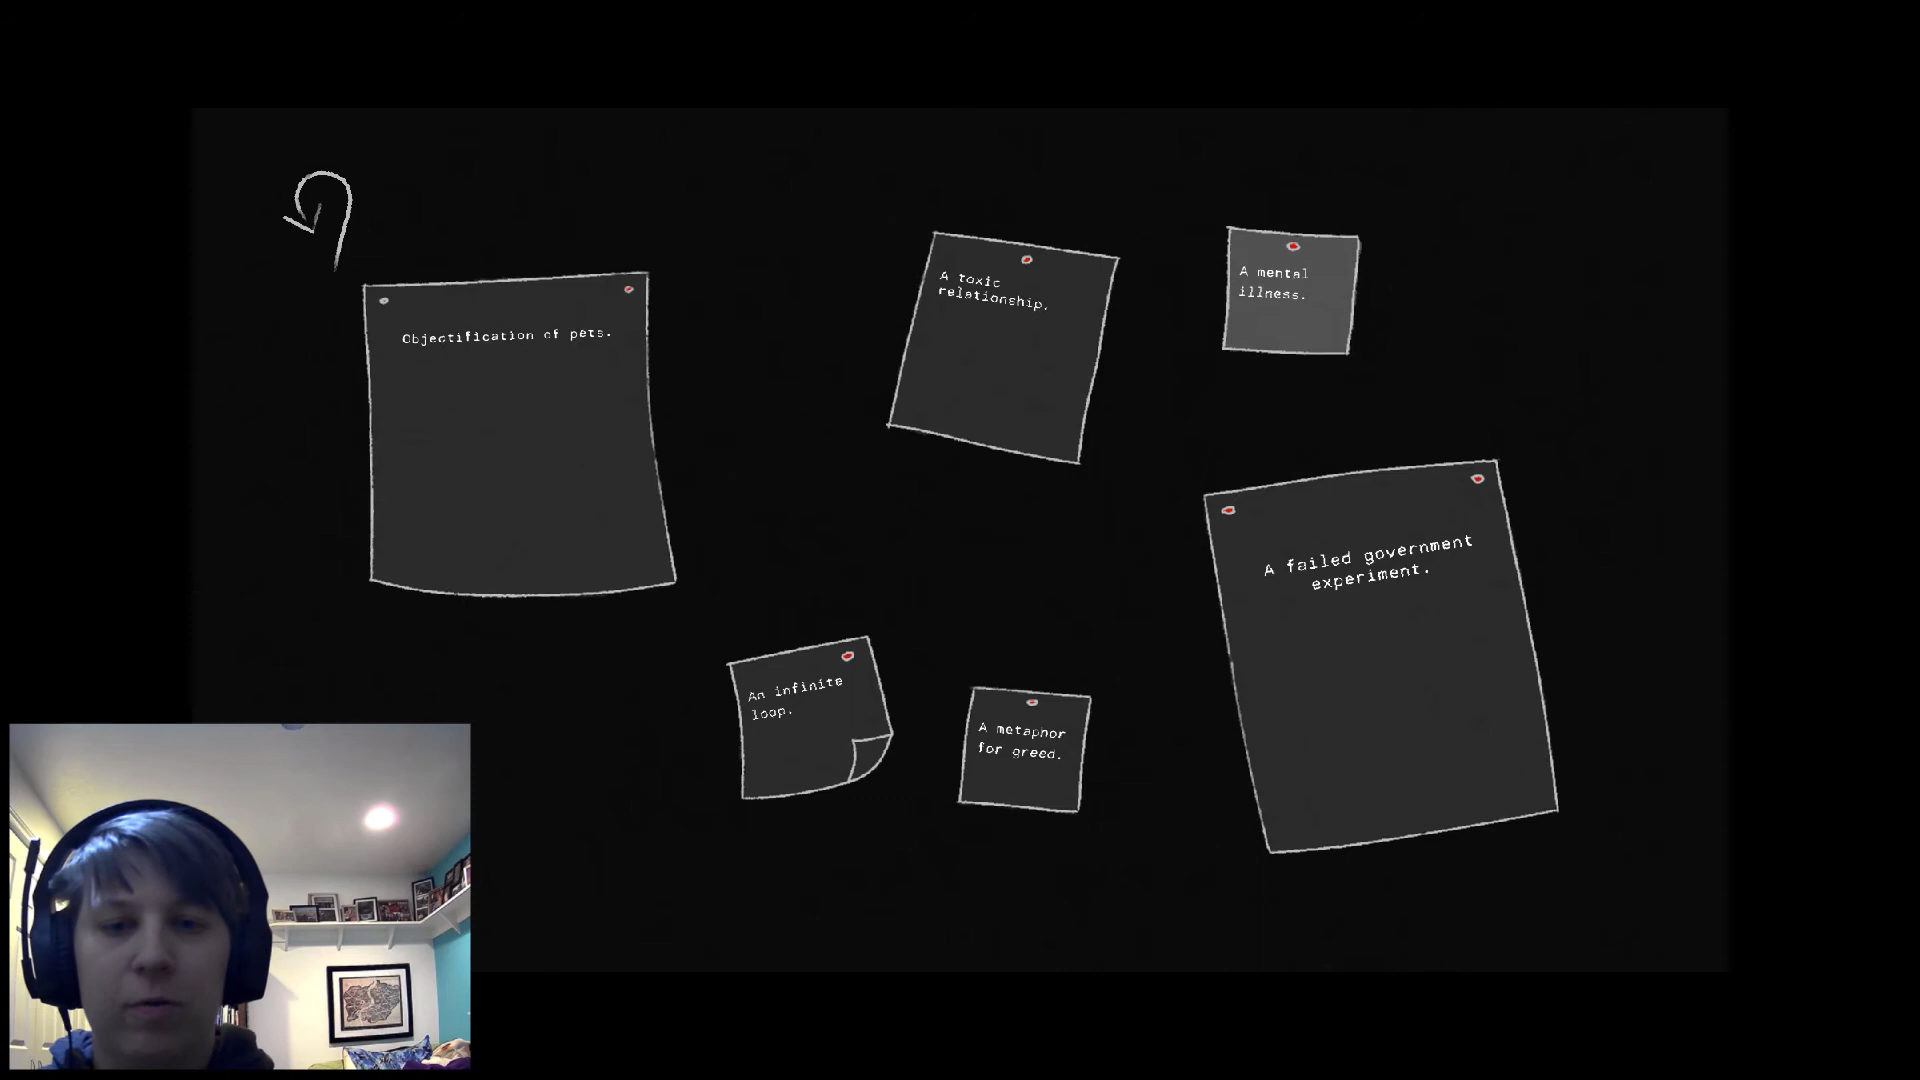 Objectification of pets.
A toxic
relationship.
A mental
illness.
A failed government
experiment.
An infinite
loop.
A metaphor
for greed.